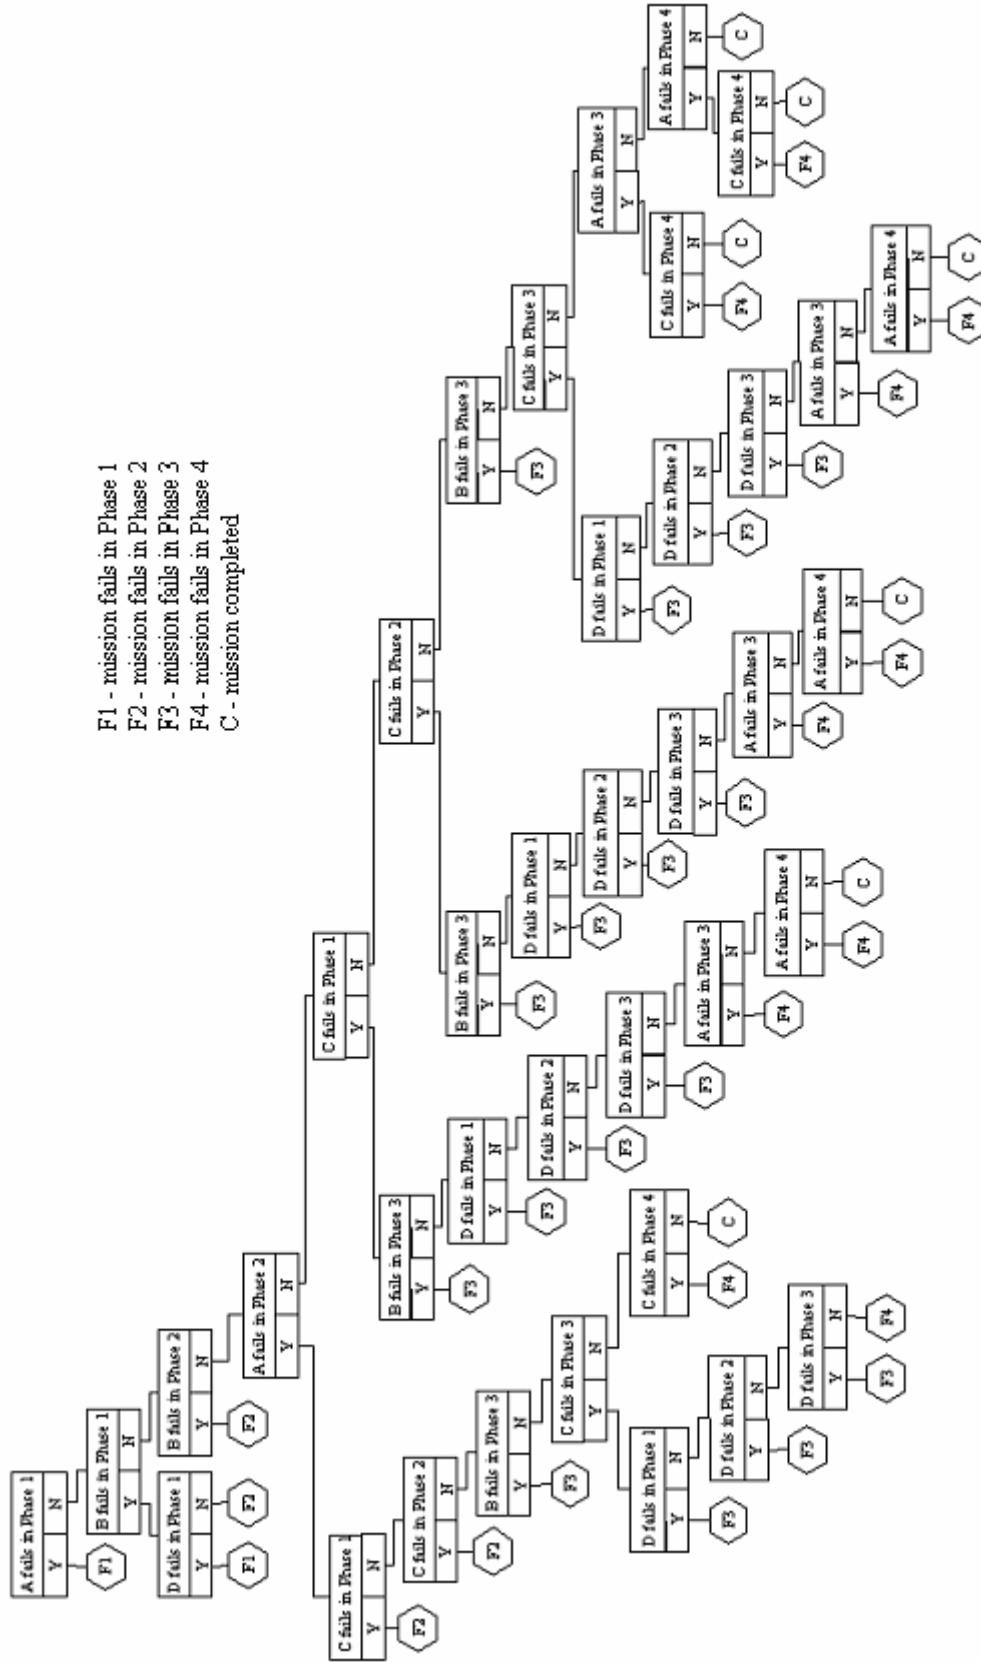 F1 - mission fails in Phase 1
F2 - mission fails in Phase 2
F3 - mission fails in Phase 3
F4 - mission fails in Phase 4
C - mission completed
A fails in Phase 1
Y N
F1
B fails in Phase 1
Y N
D fails in Phase 1
Y N
F1 F2
B fails in Phase 2
Y N
F2
A fails in Phase 2
Y N
C fails in Phase 1
Y N
F2
C fails in Phase 2
Y N
F2
B fails in Phase 3
Y N
F3
C fails in Phase 3
Y N
D fails in Phase 1
Y N
F3
D fails in Phase 2
Y N
F3
D fails in Phase 3
Y N
F3 F4
C fails in Phase 4
Y N
F4 C
C fails in Phase 1
Y N
B fails in Phase 3
Y N
F3
D fails in Phase 1
Y N
F3
D fails in Phase 2
Y N
F3
D fails in Phase 3
Y N
F3
A fails in Phase 3
Y N
F4
A fails in Phase 4
Y N
F4 C
C fails in Phase 2
Y N
B fails in Phase 3
Y N
F3
D fails in Phase 1
Y N
F3
D fails in Phase 2
Y N
F3
D fails in Phase 3
Y N
F3
A fails in Phase 3
Y N
F4
A fails in Phase 4
Y N
F4 C
B fails in Phase 3
Y N
F3
C fails in Phase 3
Y N
D fails in Phase 1
Y N
F3
D fails in Phase 2
Y N
F3
D fails in Phase 3
Y N
F3
A fails in Phase 3
Y N
F4
A fails in Phase 4
Y N
F4 C
A fails in Phase 3
Y N
C fails in Phase 4
Y N
F4 C
A fails in Phase 4
Y N
C
C fails in Phase 4
Y N
F4 C